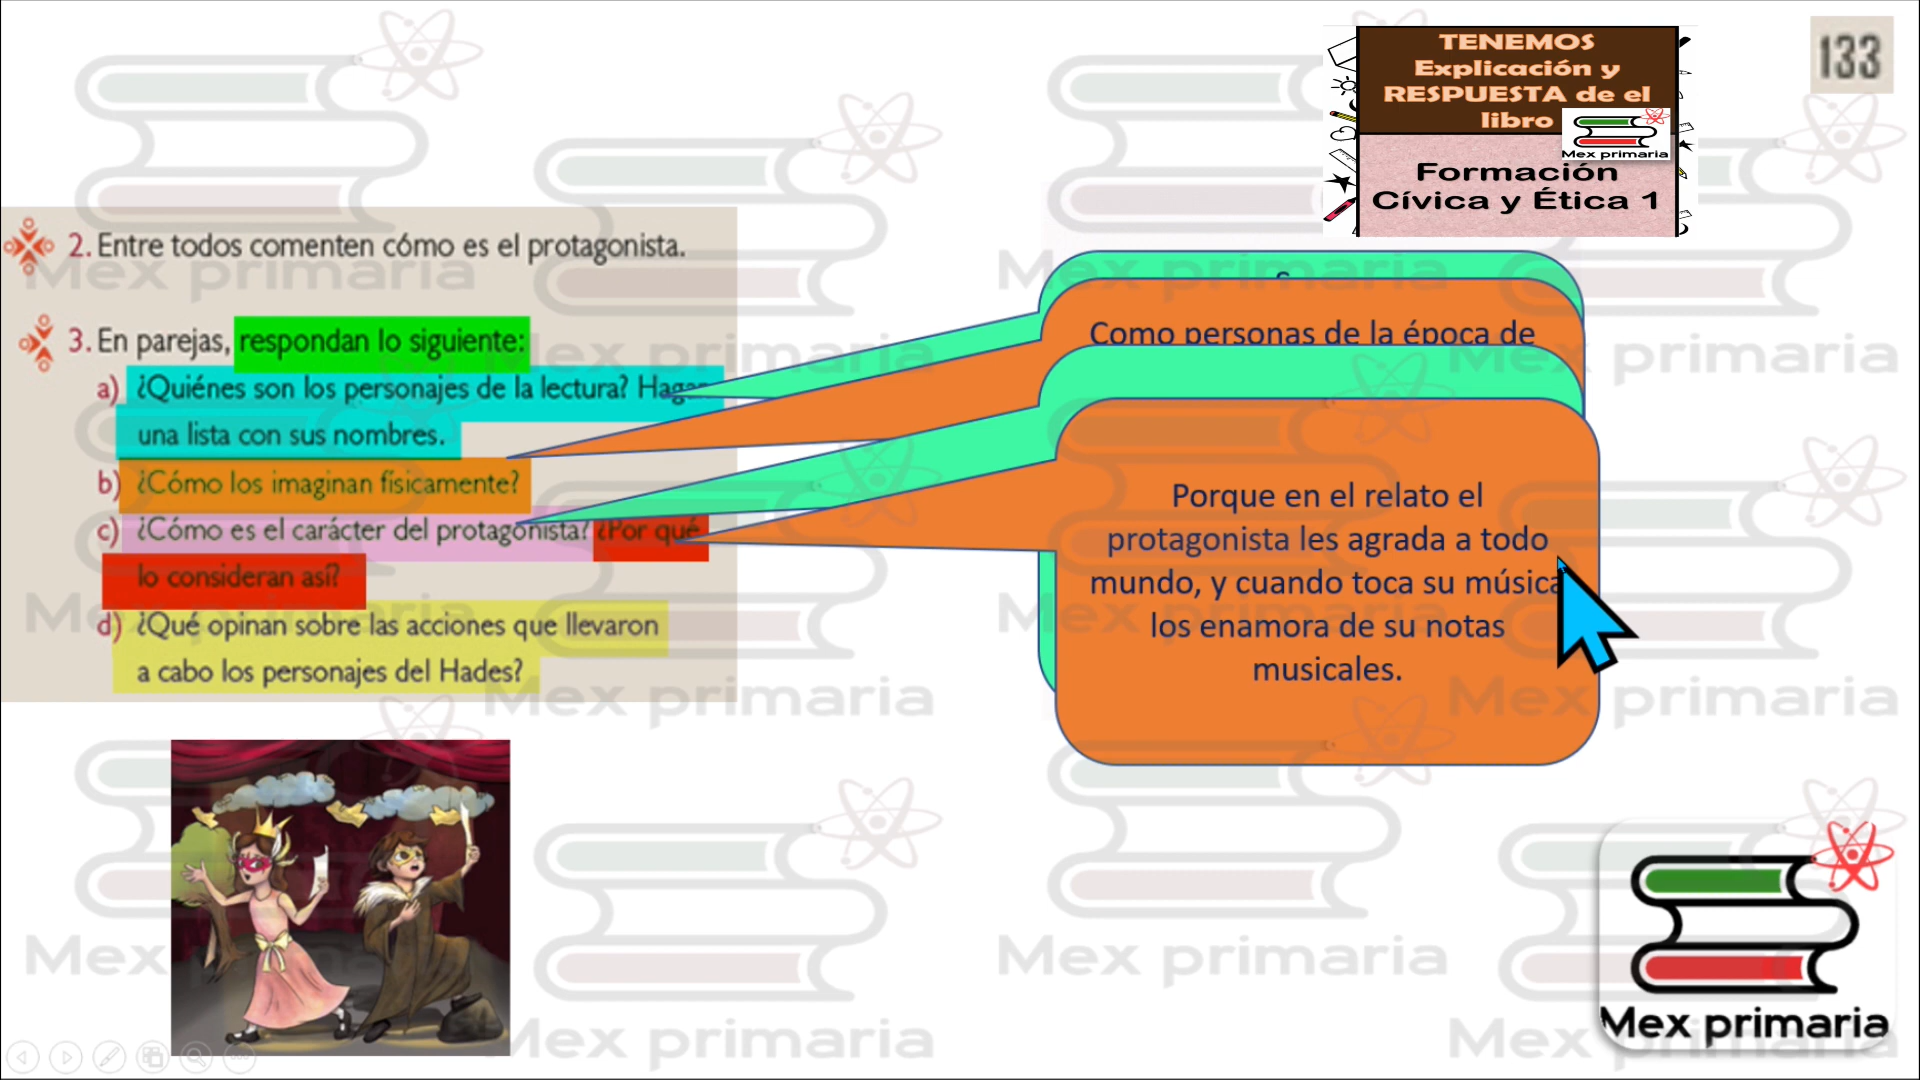 133
TENEMOS
Explicación y
RESPUESTA de el
libro
Mex primaria
Formación
Cívica y Ética 1
2. Entre todos comenten cómo es el protagonista.
3. En parejas, respondan lo siguiente:
a) ¿Quiénes son los personajes de la lectura? Hagan
una lista con sus nombres.
b) ¿Cómo los imaginan físicamente?
c) ¿Cómo es el carácter del protagonista? ¿Por qué
lo consideran así?
d) ¿Qué opinan sobre las acciones que llevaron
a cabo los personajes del Hades?
Como personas de la época de
Porque en el relato el
protagonista les agrada a todo
mundo, y cuando toca su música
los enamora de su notas
musicales.
Mex primaria